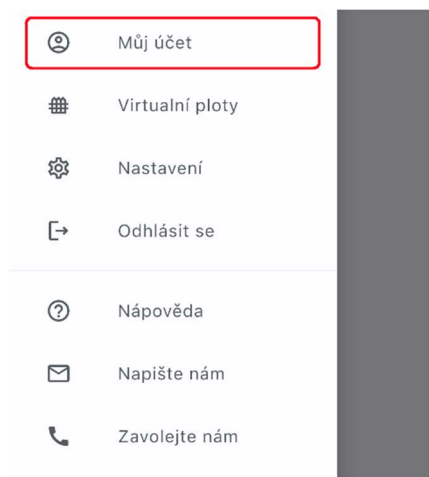 Můj účet
Virtualní ploty
Nastavení
Odhlásit se
Nápověda
Napište nám
Zavolejte nám